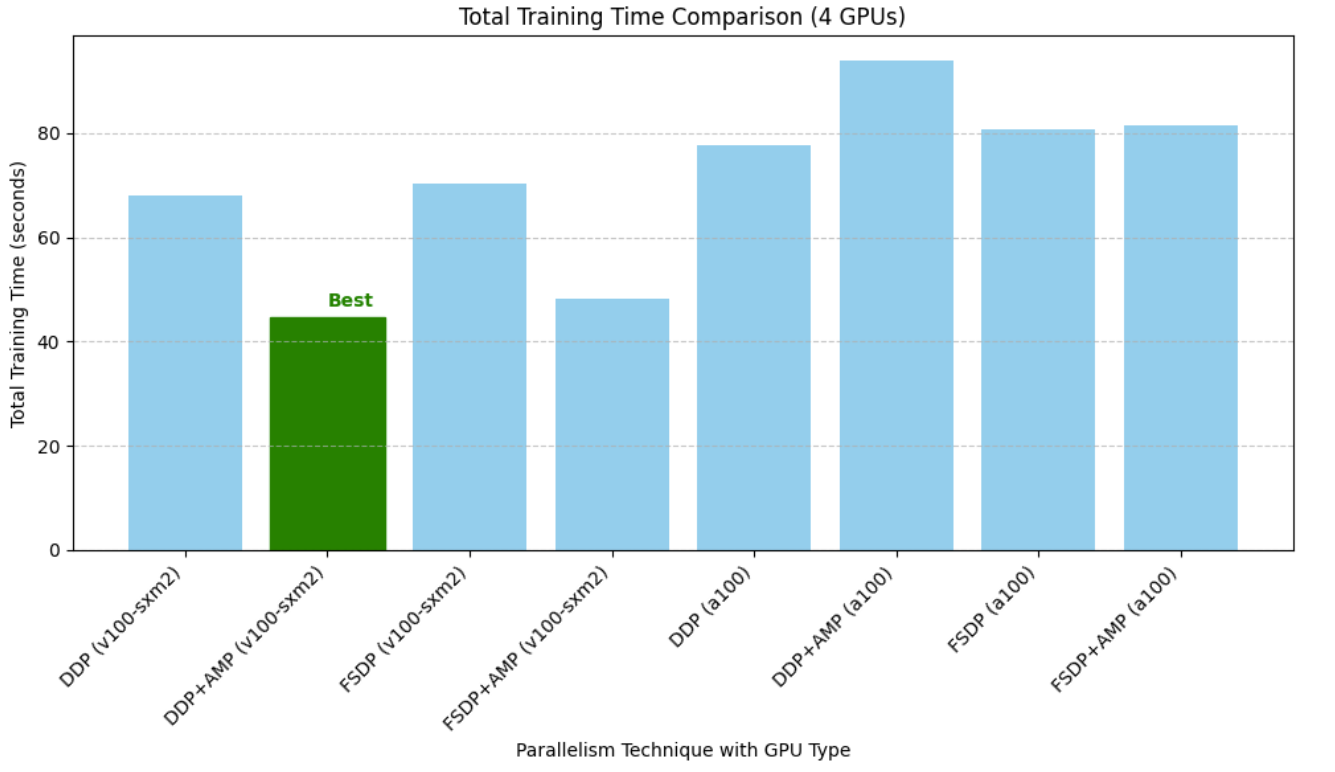 Total Training Time Comparison (4 GPUs)
Total Training Time (seconds)
80
60
40
20
0
Best
DDP (v100-sxm2)
DDP+AMP (v100-sxm2)
FSDP (v100-sxm2)
FSDP+AMP (v100-sxm2)
DDP (a100)
DDP+AMP (a100)
FSDP (a100)
FSDP+AMP (a100)
Parallelism Technique with GPU Type